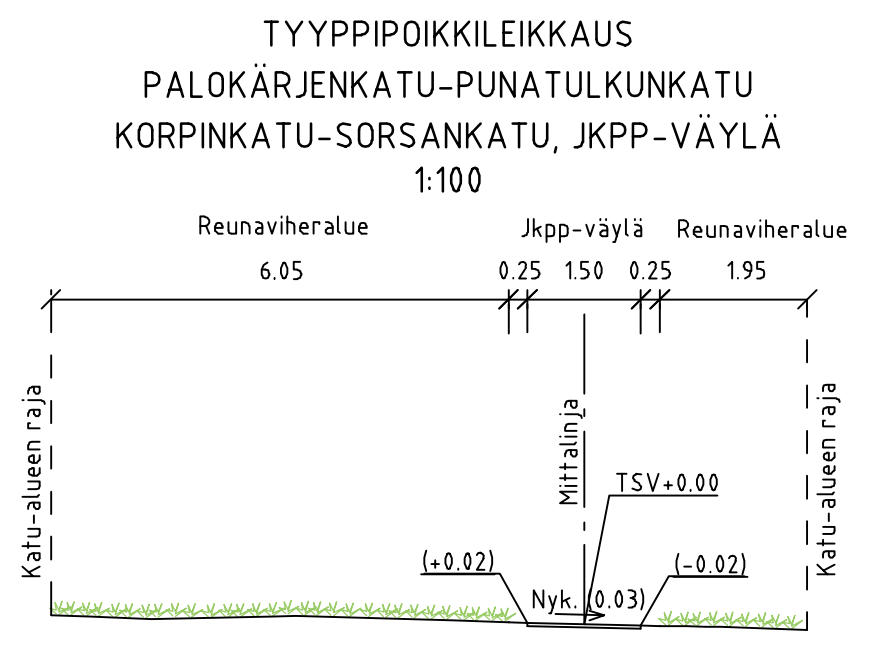 TYYPPIPOIKKILEIKKAUS
PALOKÄRJENKATU-PUNATULKUNKATU
KORPINKATU-SORSANKATU, JKPP-VÄYLÄ
1:100
Reunaviheralue Jkpp-väylä Reunaviheralue
6.05 0.25 1.50 0.25 1.95
Katu-alueen raja
Mittalinja
Katu-alueen raja
TSV+0.00
(+0.02) (-0.02)
Nyk. (0.03)